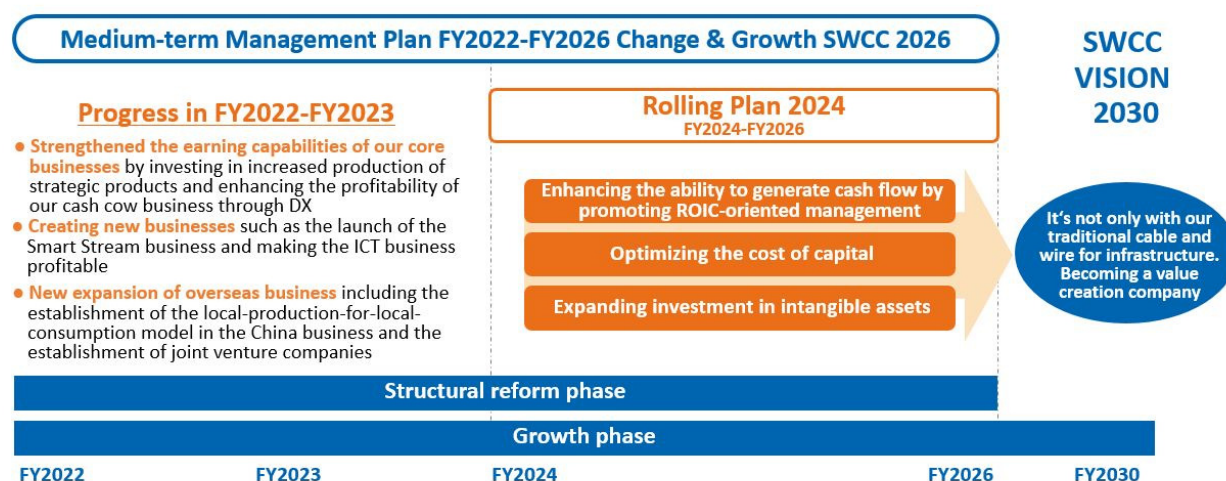 Medium-term Management Plan FY2022-FY2026 Change & Growth SWCC 2026
SWCC
VISION
2030
Progress in FY2022-FY2023
● Strengthened the earning capabilities of our core
businesses by investing in increased production of
strategic products and enhancing the profitability of
our cash cow business through DX
● Creating new businesses such as the launch of the
Smart Stream business and making the ICT business
profitable
● New expansion of overseas business including the
establishment of the local-production-for-local-
consumption model in the China business and the
establishment of joint venture companies
Rolling Plan 2024
FY2024-FY2026
Enhancing the ability to generate cash flow by
promoting ROIC-oriented management
Optimizing the cost of capital
Expanding investment in intangible assets
It's not only with our
traditional cable and
wire for infrastructure.
Becoming a value
creation company
Structural reform phase
Growth phase
FY2022 FY2023 FY2024 FY2026 FY2030